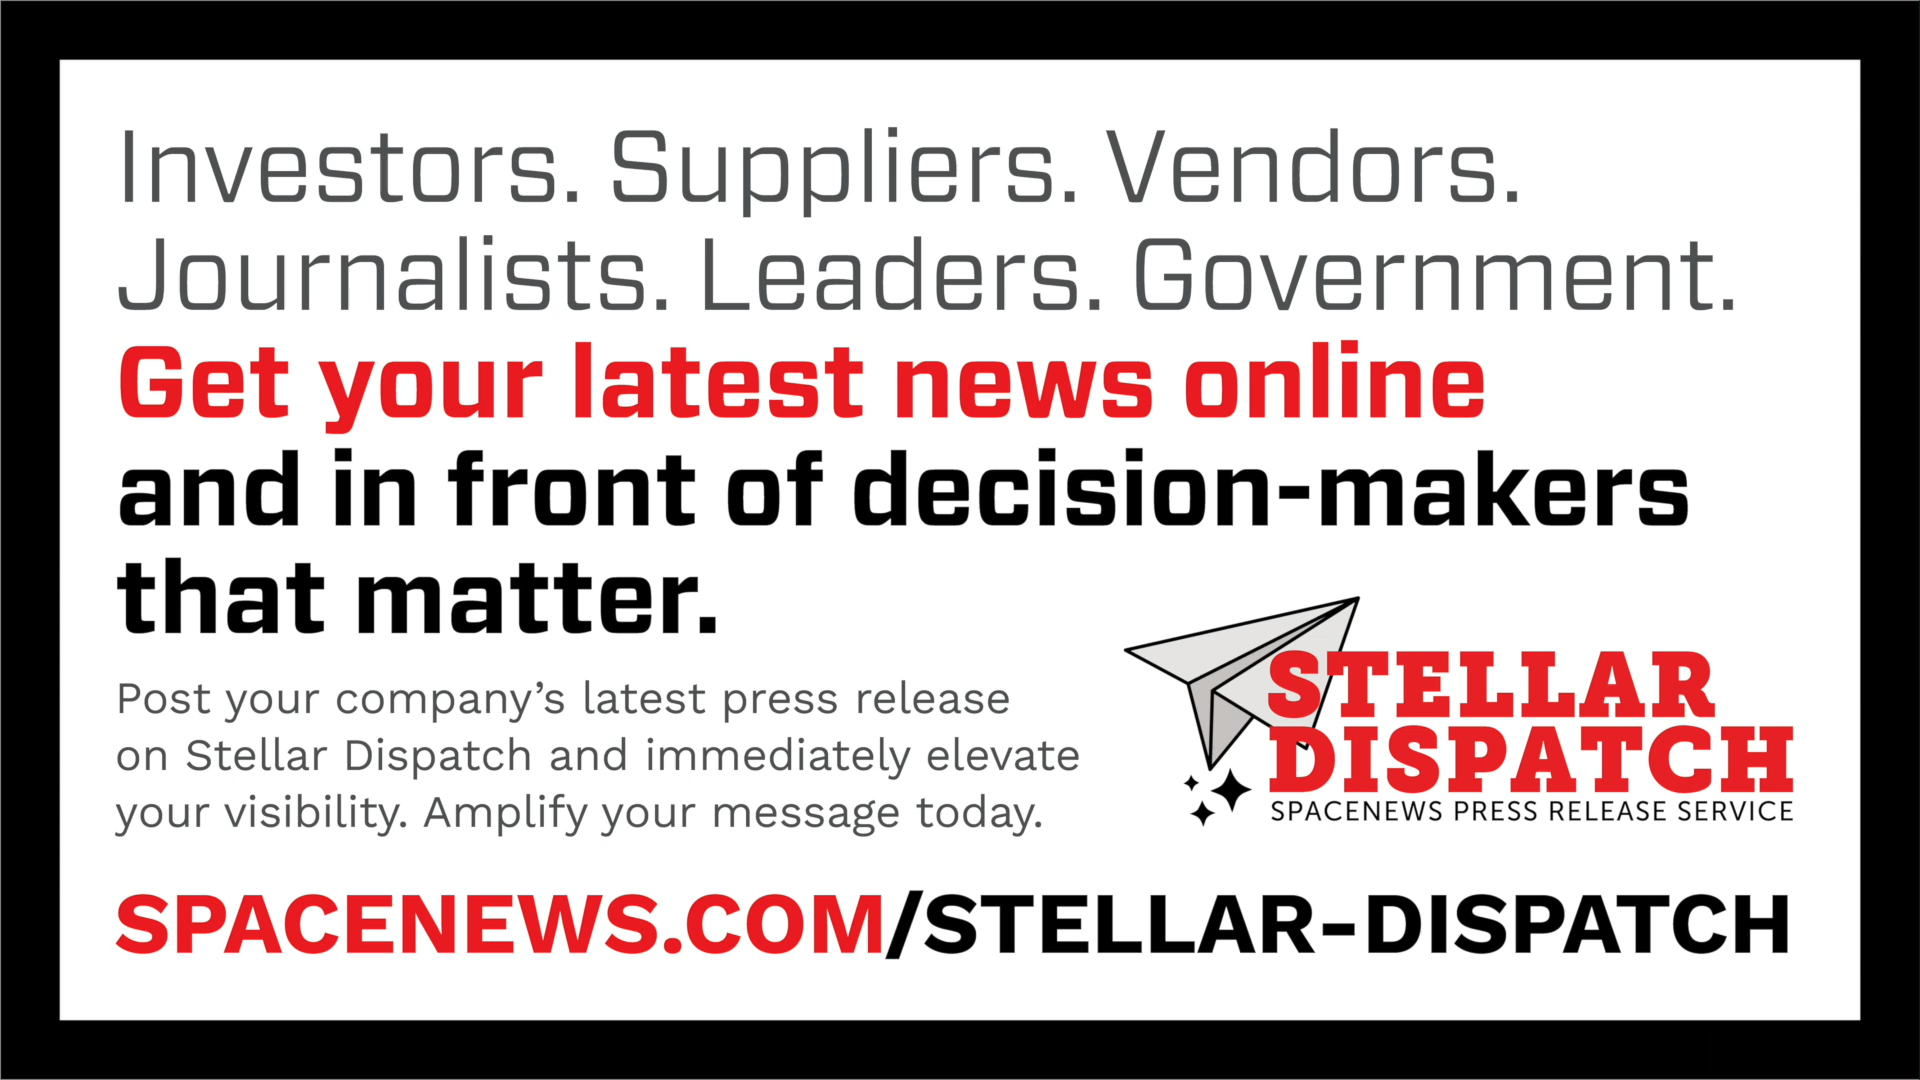 Investors. Suppliers. Vendors.
Journalists. Leaders. Government.
Get your latest news online
and in front of decision-makers
that matter.
Post your company’s latest press release
on Stellar Dispatch and immediately elevate
your visibility. Amplify your message today.
STELLAR
DISPATCH
SPACENEWS PRESS RELEASE SERVICE
SPACENEWS.COM/STELLAR-DISPATCH